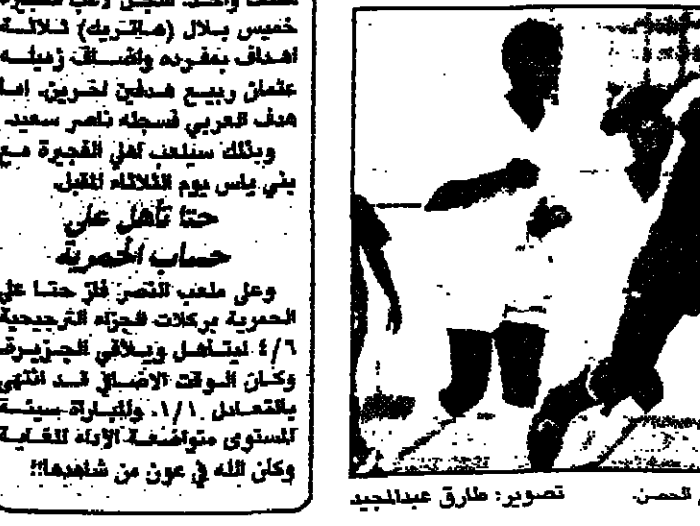 خميس بلال (هاتريك) ثلاثة
اهداف بمفرده واضاف زميله
عثمان ربيع هدفين اخرين. اما
هدف العربي فسجله ناصر سعيد.
وبذلك سيلعب اهلي الفجيرة مع
بني ياس يوم الثلاثاء المقبل.
حتا تأهل على
حساب الحمرية
وعلى ملعب النصر فاز حتا على
الحمرية بركلات الجزاء الترجيحية
٤/٦ ليتأهل ويلاقي الجزيرة
وكان الوقت الاضافي قد انتهى
بالتعادل ١/١. والمباراة سيئة
المستوى متواضعة الاداء للغاية
وكان الله في عون من شاهدها!!
الحصن.
تصوير: طارق عبدالمجيد